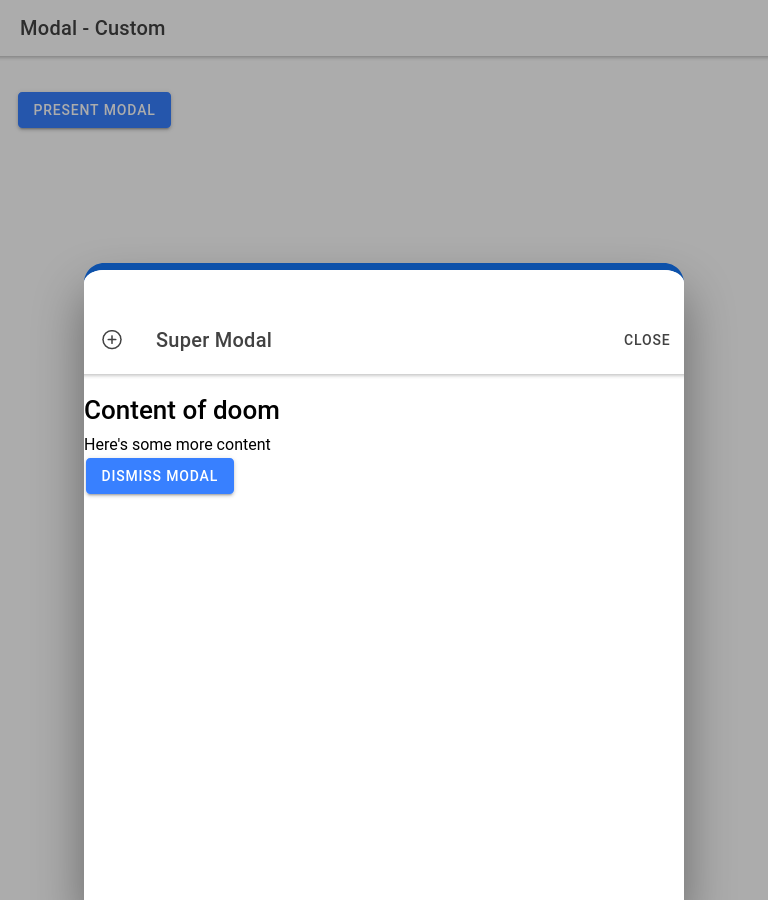 Modal - Custom
PRESENT MODAL
Super Modal
CLOSE
Content of doom
Here's some more content
DISMISS MODAL